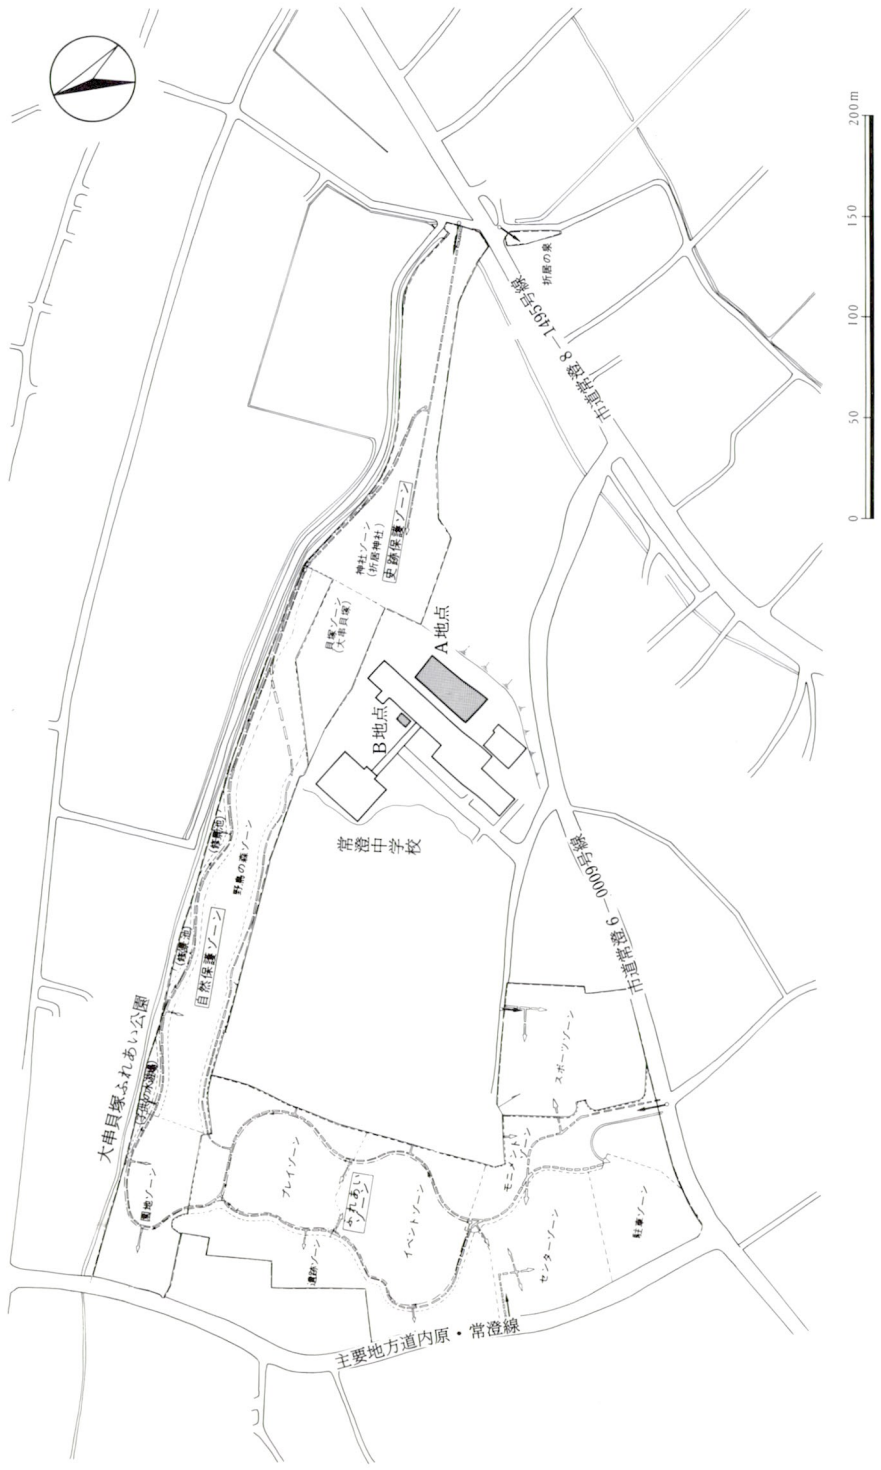 200m
150
100
50
0
折居の泉
市道常澄8－1495号線
神社ゾーン
(折居神社)
史跡保護ゾーン
貝塚ゾーン
(大串貝塚)
A地点
B地点
常澄中学校
野鳥の森ゾーン
自然保護ゾーン
大串貝塚ふれあい公園
園地ゾーン
プレイゾーン
ふれあい
ゾーン
遺跡ゾーン
イベントゾーン
モニメント
ゾーン
スポーツゾーン
センターゾーン
駐車ゾーン
市道常澄6－0009号線
主要地方道内原・常澄線